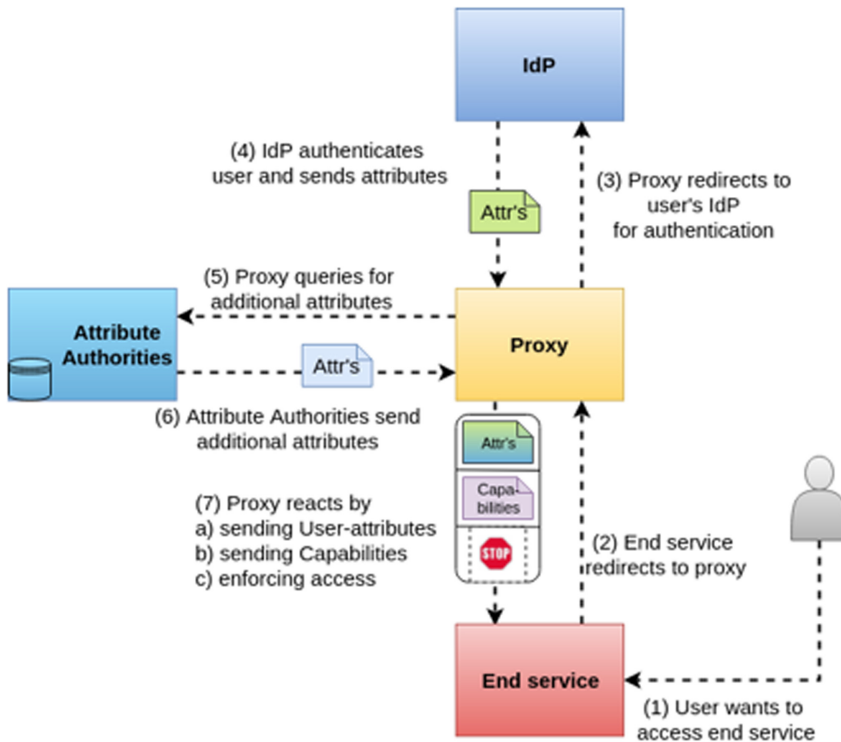 IdP
(4) IdP authenticates
user and sends attributes
Attr's
(3) Proxy redirects to
user's IdP
for authentication
(5) Proxy queries for
additional attributes
Attribute
Authorities
Proxy
Attr's
(6) Attribute Authorities send
additional attributes
Attr's
Capa-
bilities
STOP
(7) Proxy reacts by
a) sending User-attributes
b) sending Capabilities
c) enforcing access
(2) End service
redirects to proxy
End service
(1) User wants to
access end service